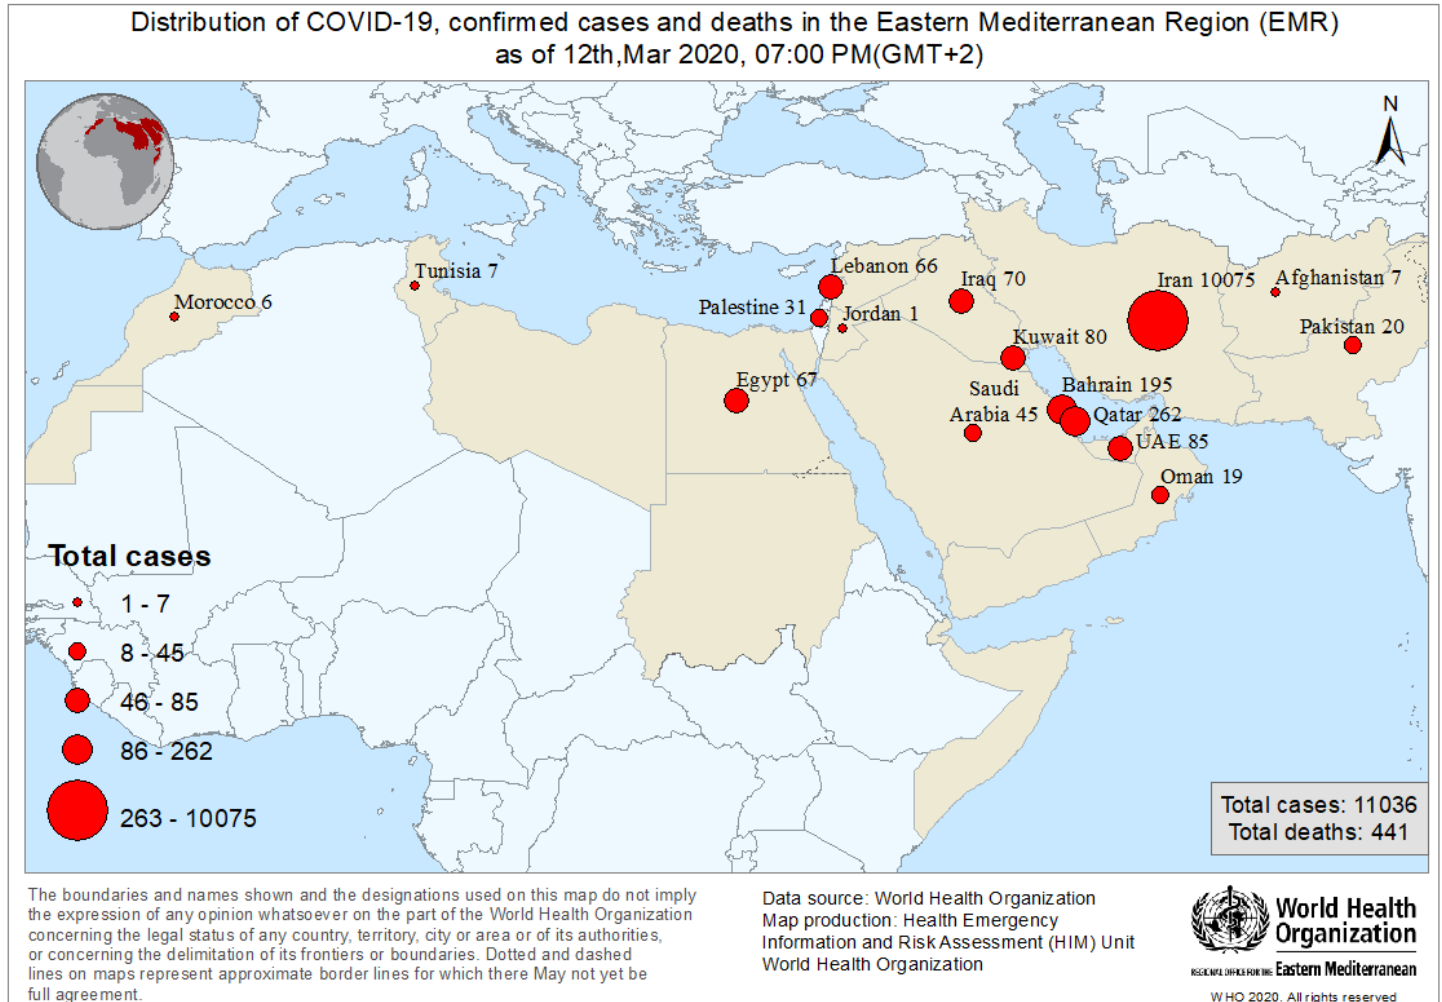 Distribution of COVID-19, confirmed cases and deaths in the Eastern Mediterranean Region (EMR)
as of 12th,Mar 2020, 07:00 PM(GMT+2)
N
Tunisia 7
Morocco 6
Lebanon 66
Palestine 31
Jordan 1
Iraq 70
Iran 10075
Afghanistan 7
Pakistan 20
Kuwait 80
Egypt 67
Saudi
Arabia 45
Bahrain 195
Qatar 262
UAE 85
Oman 19
Total cases
1 - 7
8 - 45
46 - 85
86 - 262
263 - 10075
Total cases: 11036
Total deaths: 441
The boundaries and names shown and the designations used on this map do not imply
the expression of any opinion whatsoever on the part of the World Health Organization
concerning the legal status of any country, territory, city or area or of its authorities,
or concerning the delimitation of its frontiers or boundaries. Dotted and dashed
lines on maps represent approximate border lines for which there May not yet be
full agreement.
Data source: World Health Organization
Map production: Health Emergency
Information and Risk Assessment (HIM) Unit
World Health Organization
World Health
Organization
REGIONAL OFFICE FOR THE Eastern Mediterranean
WHO 2020. All rights reserved